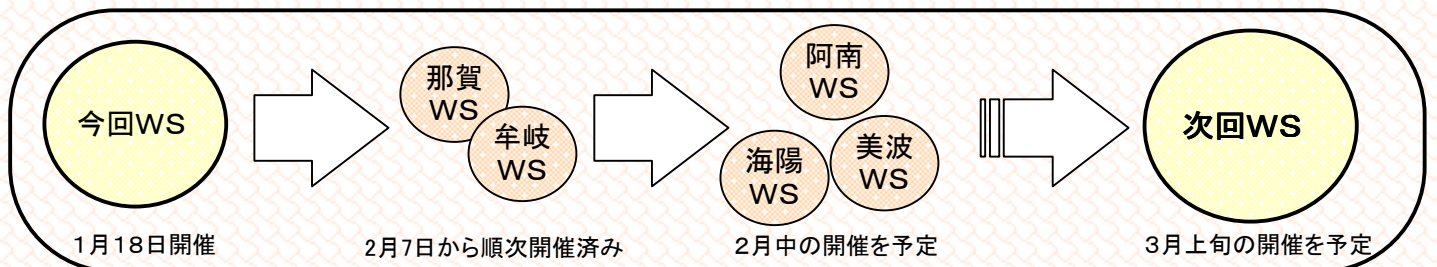 今回WS
那賀
WS
牟岐
WS
阿南
WS
海陽
WS
美波
WS
次回WS
1月18日開催
2月7日から順次開催済み
2月中の開催を予定
3月上旬の開催を予定